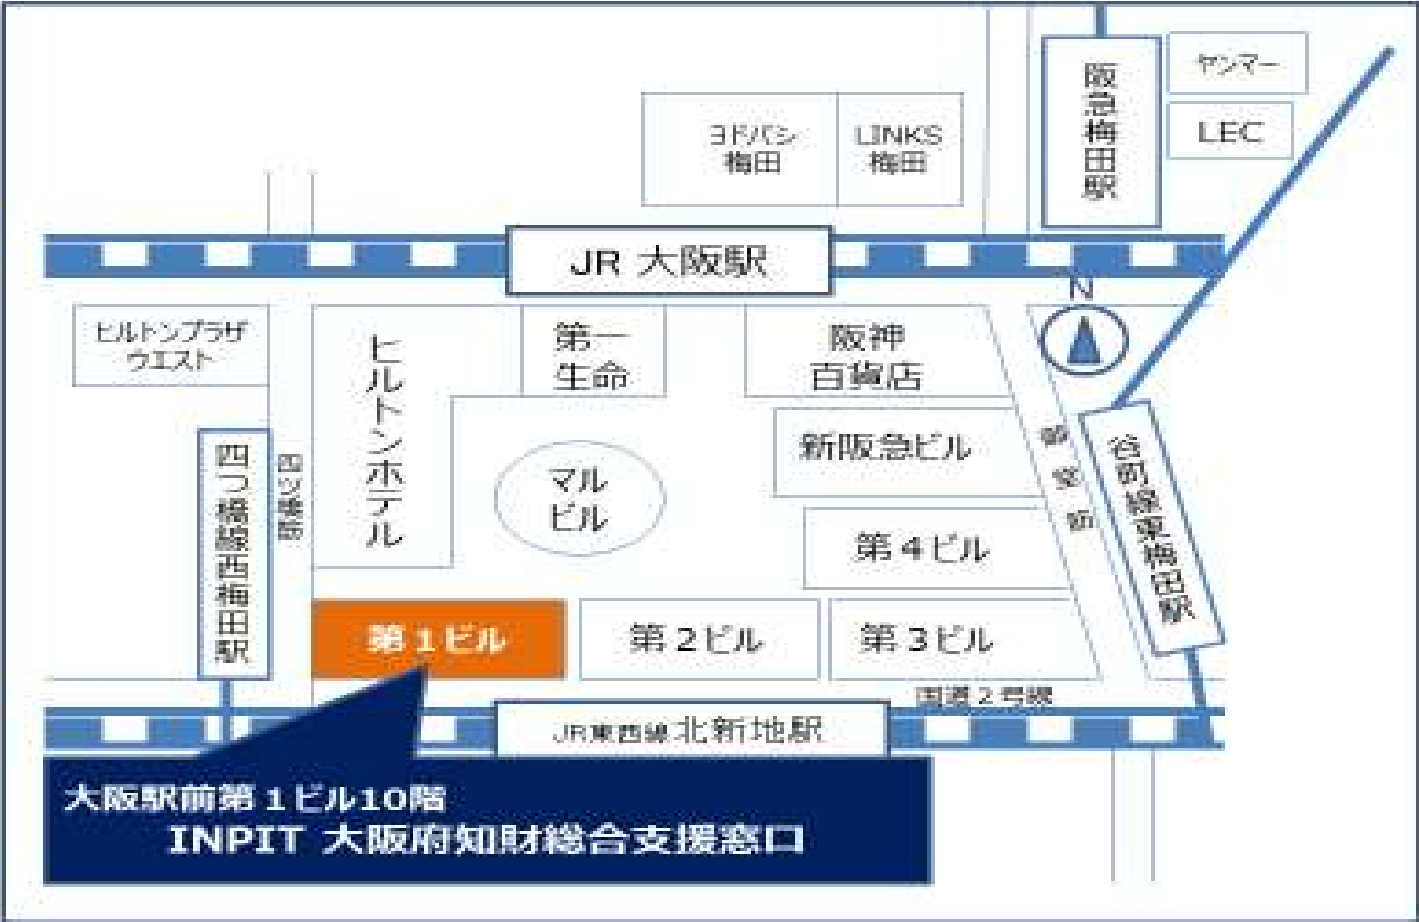 阪急梅田駅
ヤンマー
LEC
ヨドバシ
梅田
LINKS
梅田
JR 大阪駅
N
ヒルトンプラザ
ウエスト
ヒルトンホテル
第一
生命
阪神
百貨店
新阪急ビル
マル
ビル
四つ橋線西梅田駅
四ツ橋筋
谷町線東梅田駅
第４ビル
第１ビル
第２ビル
第３ビル
国道２号線
JR東西線 北新地駅
大阪駅前第１ビル10階
INPIT 大阪府知財総合支援窓口